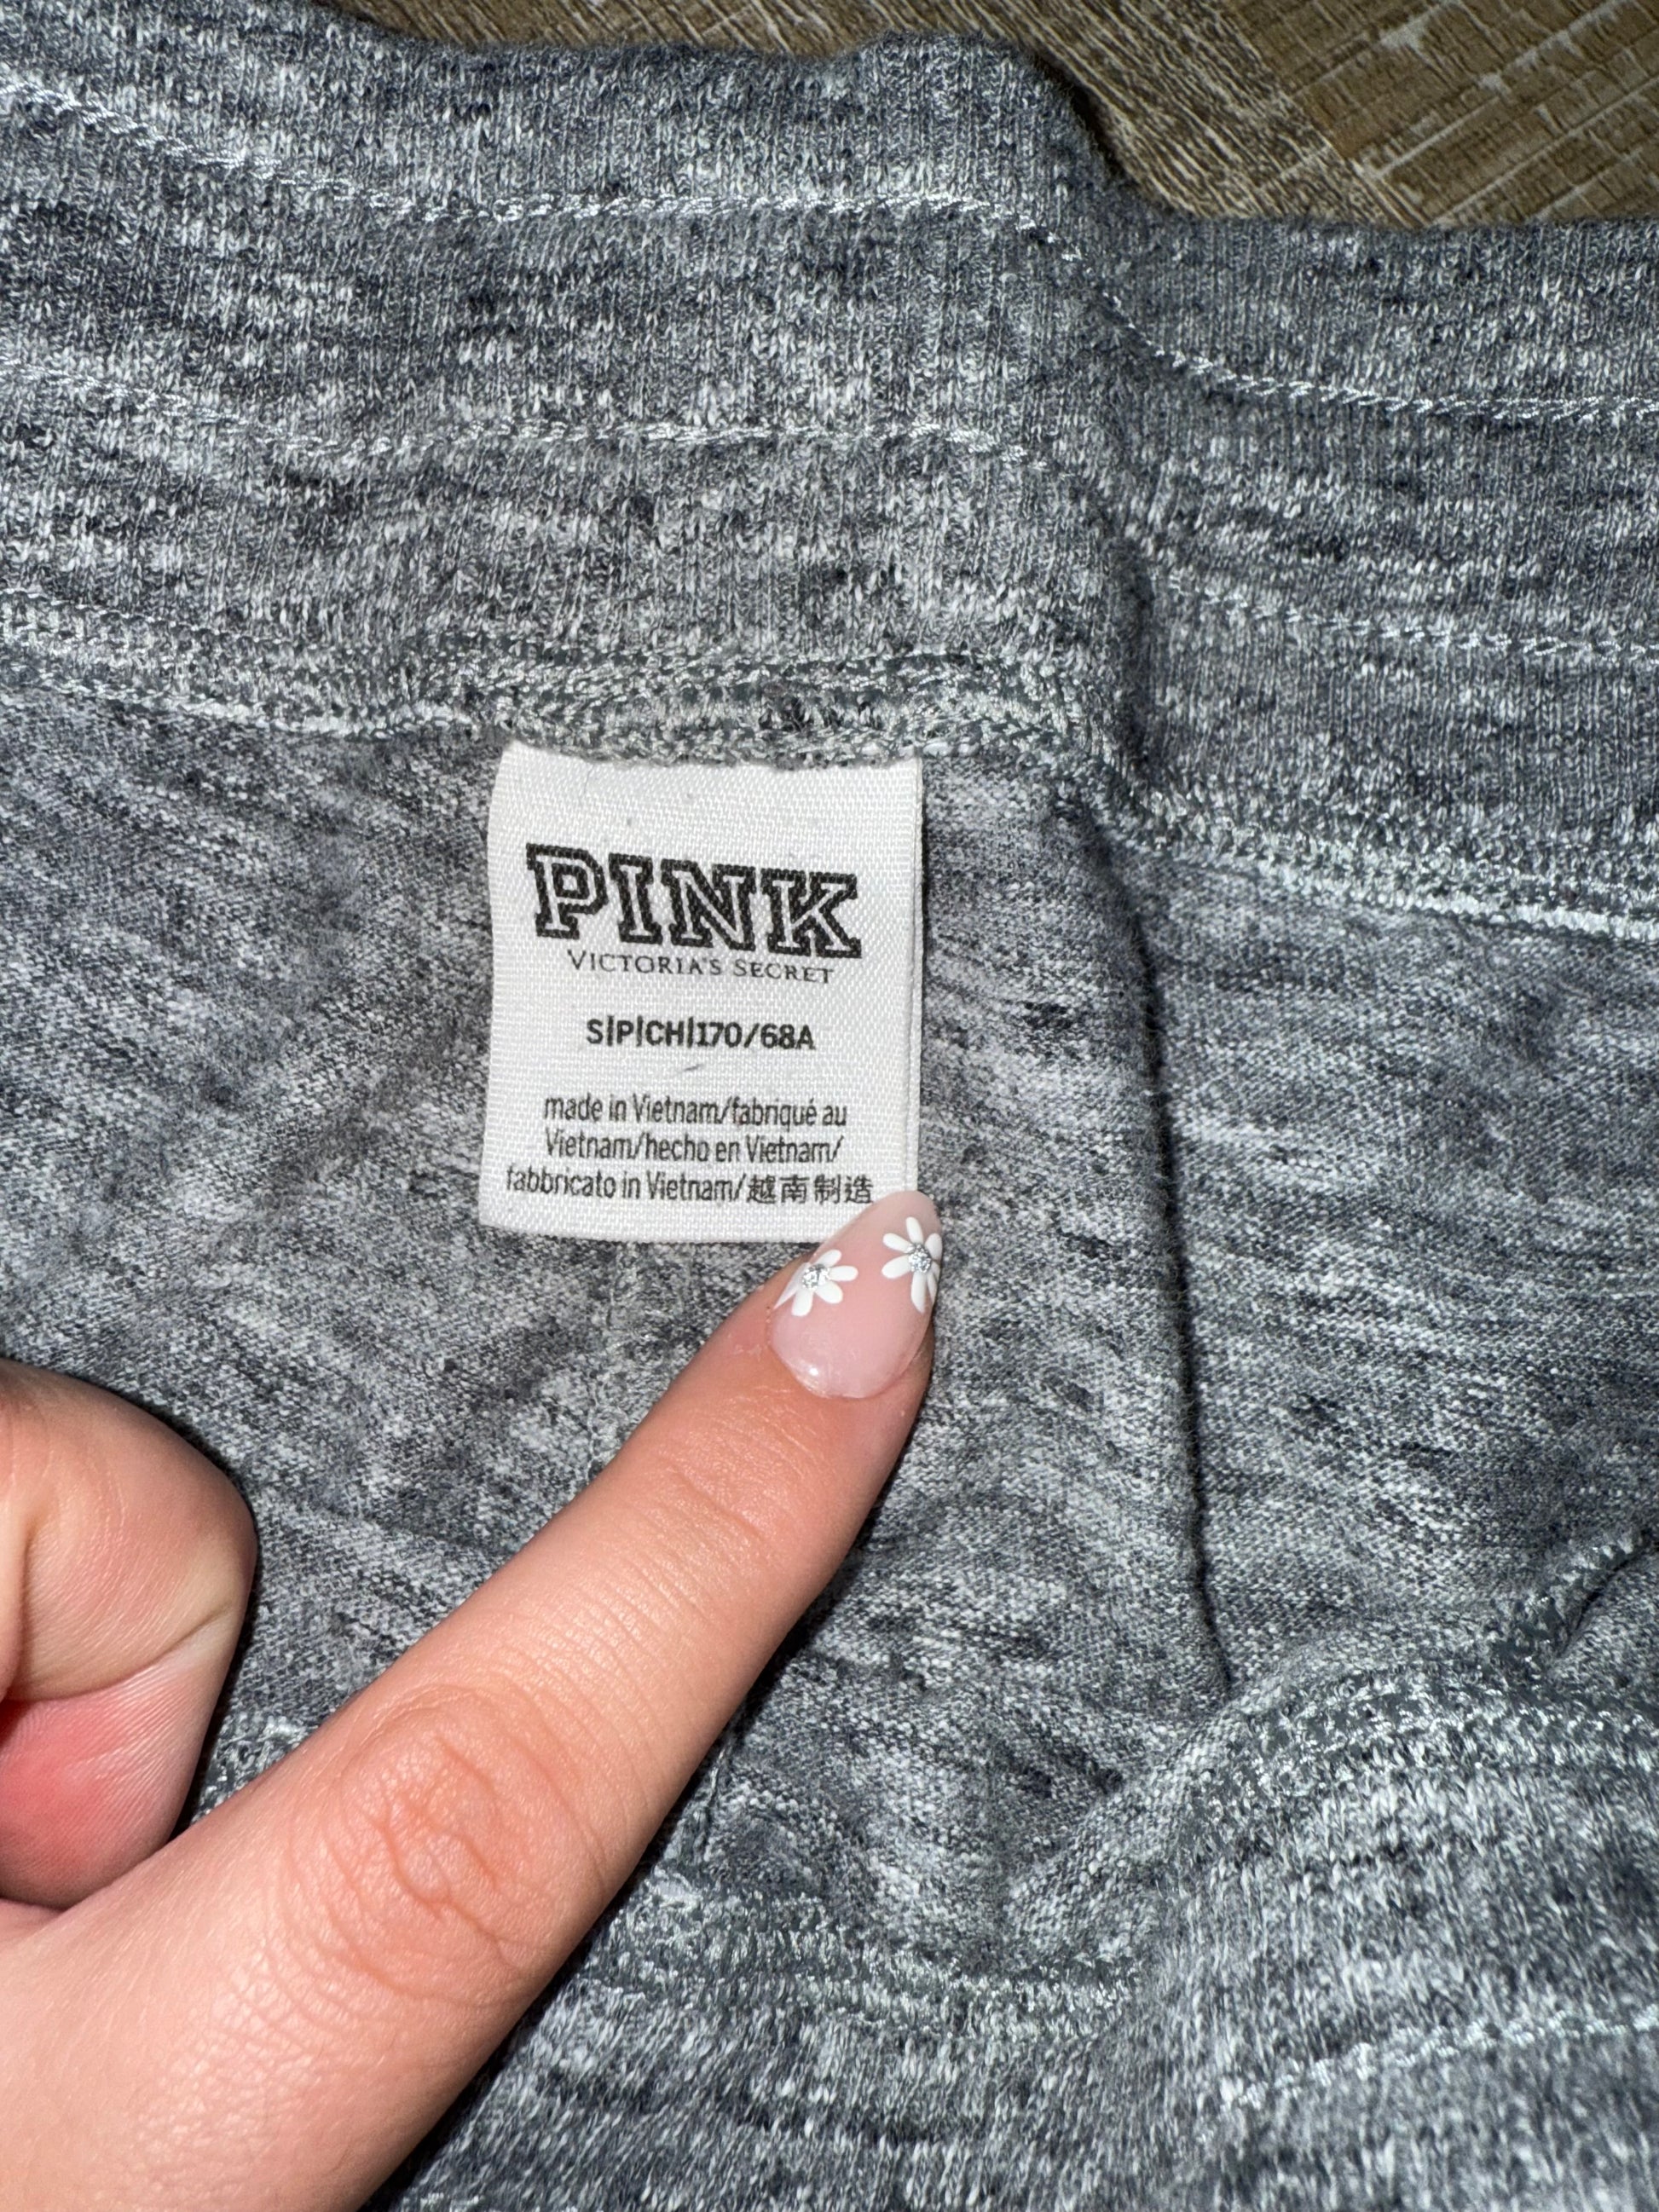 PINK
VICTORIA'S SECRET
S|P|CH|170/68A
made in Vietnam/fabriqué au
Vietnam/hecho en Vietnam/
fabbricato in Vietnam/越南制造